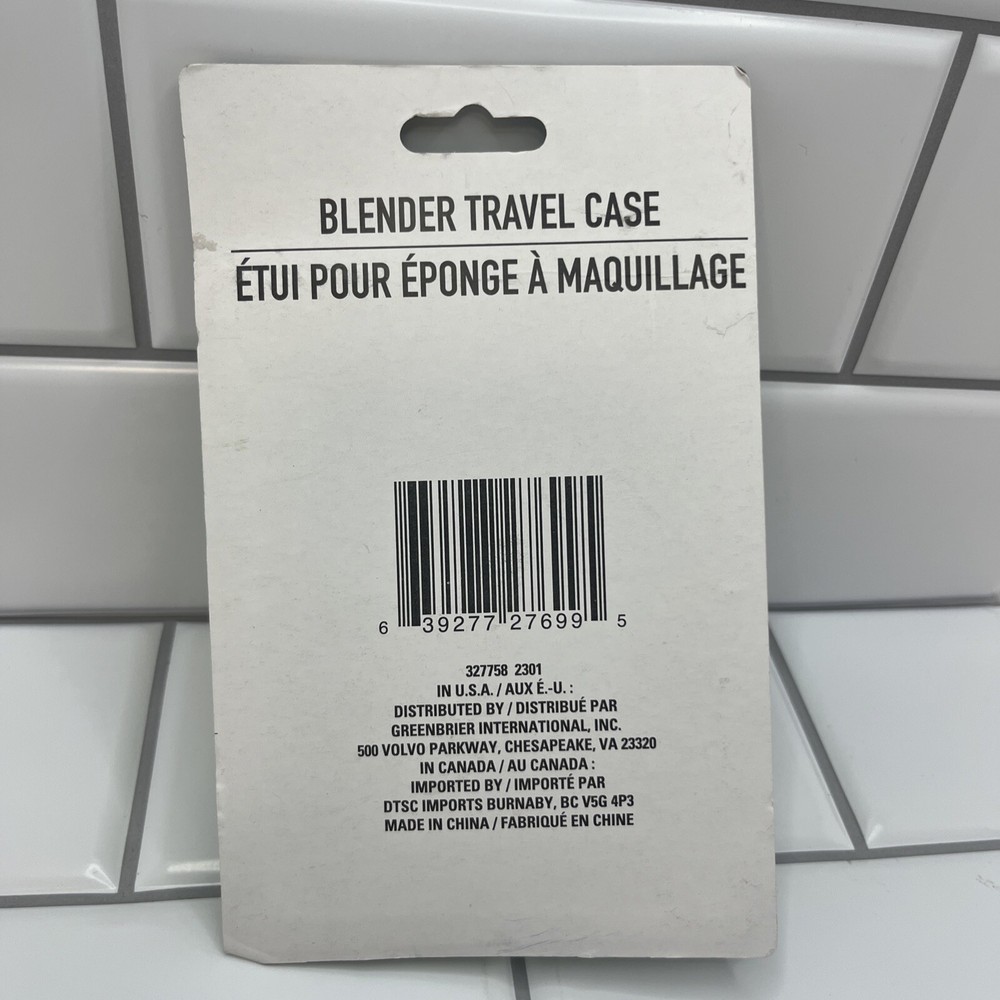 BLENDER TRAVEL CASE
ÉTUI POUR ÉPONGE À MAQUILLAGE
6 39277 27699 5
327758 2301
IN U.S.A. / AUX É.-U. :
DISTRIBUTED BY / DISTRIBUÉ PAR
GREENBRIER INTERNATIONAL, INC.
500 VOLVO PARKWAY, CHESAPEAKE, VA 23320
IN CANADA / AU CANADA :
IMPORTED BY / IMPORTÉ PAR
DTSC IMPORTS BURNABY, BC V5G 4P3
MADE IN CHINA / FABRIQUÉ EN CHINE